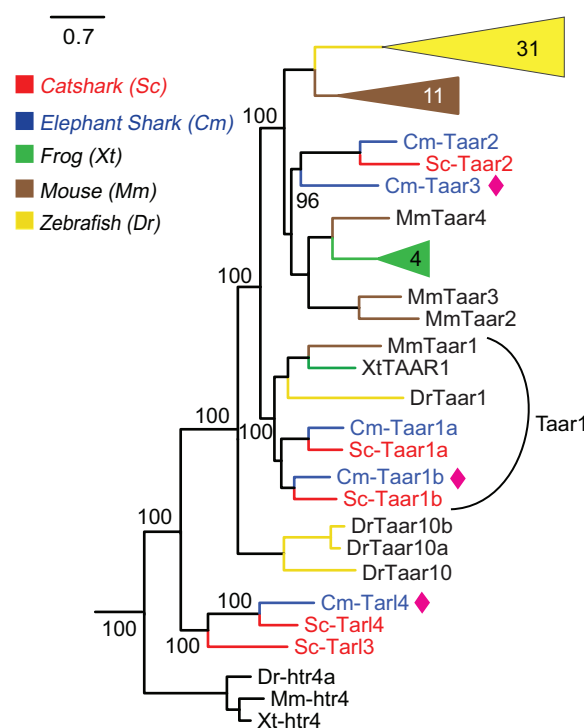 0.7
31
Catshark (Sc)
11
Elephant Shark (Cm)
100
Cm-Taar2
Frog (Xt)
Sc-Taar2
Cm-Taar3
Mouse (Mm)
96
MmTaar4
Zebrafish (Dr)
4
100
MmTaar3
MmTaar2
MmTaar1
XtTAAR1
DrTaar1
100
100
Taar1
Cm-Taar1a
Sc-Taar1a
Cm-Taar1b
Sc-Taar1b
100
DrTaar10b
DrTaar10a
DrTaar10
100
Cm-Tarl4
100
100
Sc-Tarl4
Sc-Tarl3
Dr-htr4a
Mm-htr4
Xt-htr4